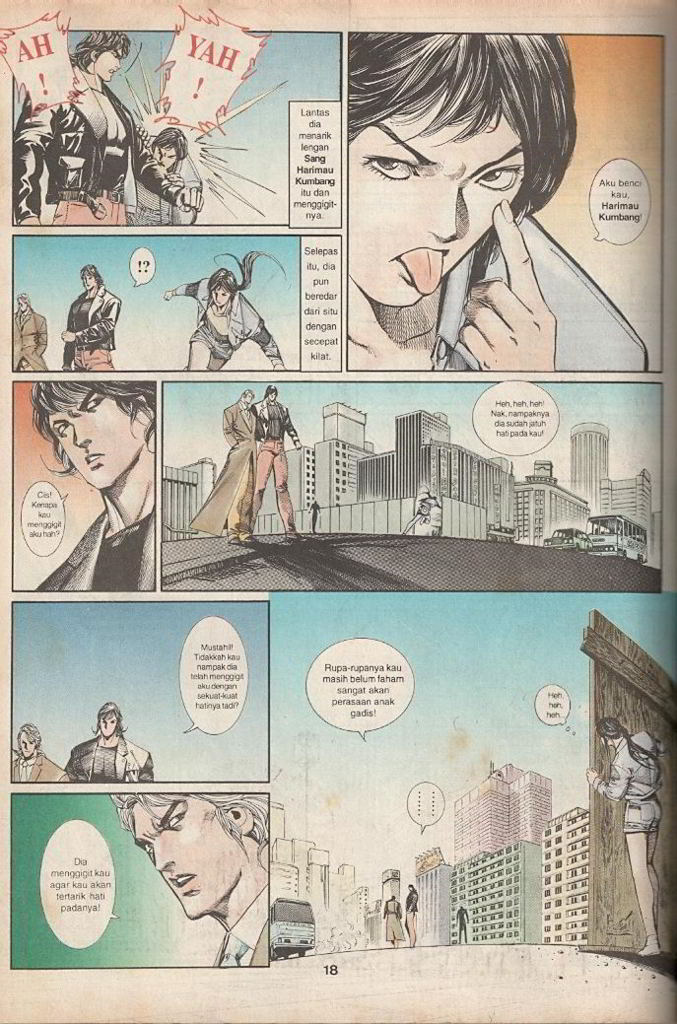 AH
!
YAH
!
Lantas
dia
menarik
lengan
Sang
Harimau
Kumbang
itu dan
menggigit-
nya.
Aku benci
kau,
Harimau
Kumbang!
!?
Selepas
itu, dia
pun
beredar
dari situ
dengan
secepat
kilat.
Cis!
Kenapa
kau
menggigit
aku hah?
Heh, heh, heh!
Nak, nampaknya
dia sudah jatuh
hati pada kau!
Mustahil!
Tidakkah kau
nampak dia
telah menggigit
aku dengan
sekuat-kuat
hatinya tadi?
Rupa-rupanya kau
masih belum faham
sangat akan
perasaan anak
gadis!
Heh,
heh,
heh...
Dia
menggigit kau
agar kau akan
tertarik hati
padanya!
18